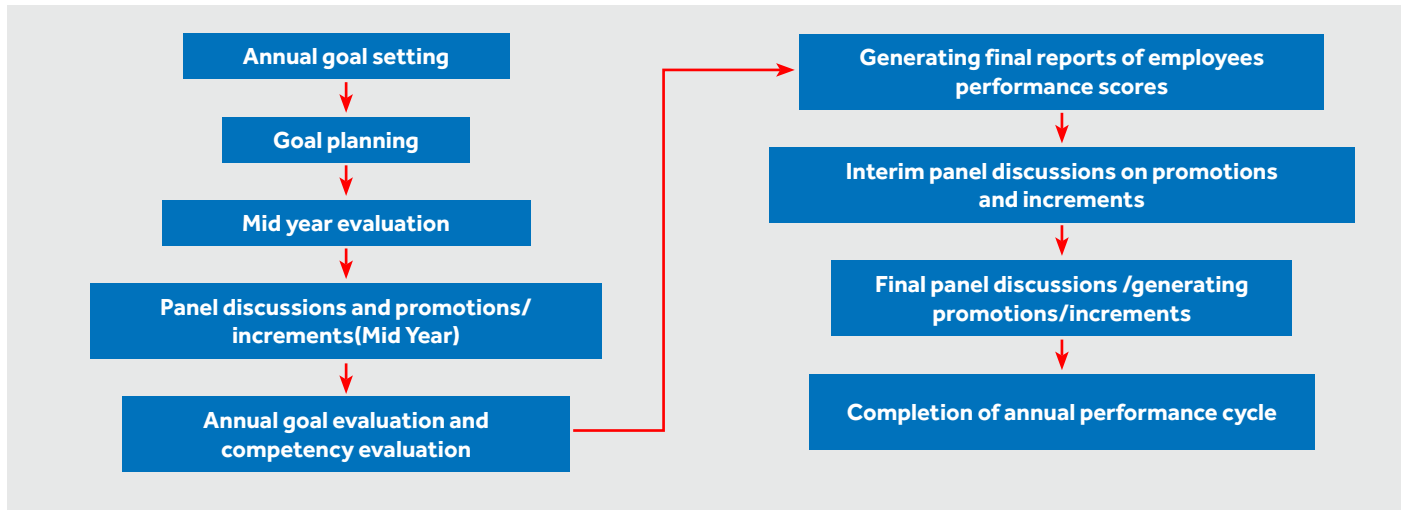 Annual goal setting
Goal planning
Mid year evaluation
Panel discussions and promotions/
increments(Mid Year)
Annual goal evaluation and
competency evaluation
Generating final reports of employees
performance scores
Interim panel discussions on promotions
and increments
Final panel discussions /generating
promotions/increments
Completion of annual performance cycle